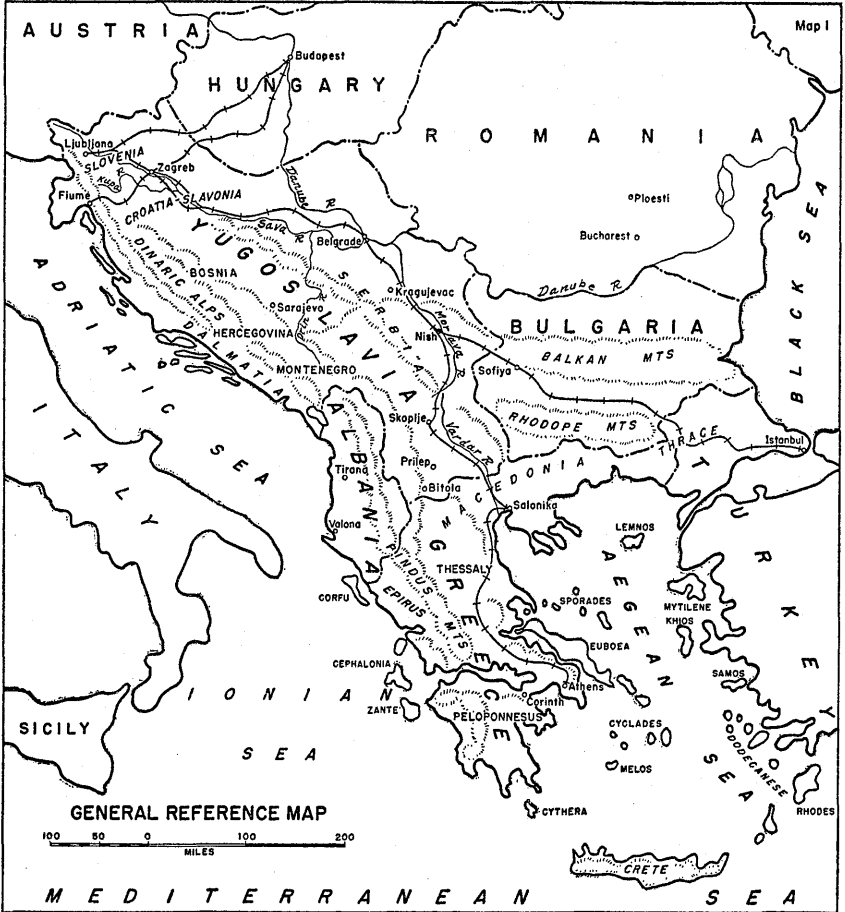 AUSTRIA
Map 1
Budapest
HUNGARY
ROMANIA
Ljubljana
SLOVENIA
Zagreb
Kupa R
Fiume
CROATIA-SLAVONIA
Danube R
Ploesti
Bucharest
Sava R
Belgrade
YUGOSLAVIA
DINARIC ALPS
BOSNIA
SERBIA
Kragujevac
Danube R
BLACK SEA
ADRIATIC SEA
Sarajevo
Drin R
HERCEGOVINA
DALMATIA
MONTENEGRO
Nish
Morava R
BULGARIA
BALKAN MTS
Sofiya
ITALY
Skoplje
Vardar R
RHODOPE MTS
THRACE
Istanbul
ALBANIA
Tirana
Prilep
Bitola
MACEDONIA
Salonika
TURKEY
Valona
LEMNOS
GREECE
THESSALY
PINDUS MTS
EPIRUS
CORFU
AEGEAN SEA
SPORADES
MYTILENE
KHIOS
EUBOEA
CEPHALONIA
Athens
SAMOS
IONIAN
SEA
ZANTE
Corinth
PELOPONNESUS
CYCLADES
SICILY
MELOS
DODECANESE
RHODES
CYTHERA
GENERAL REFERENCE MAP
100 50 0 100 200
MILES
CRETE
MEDITERRANEAN SEA